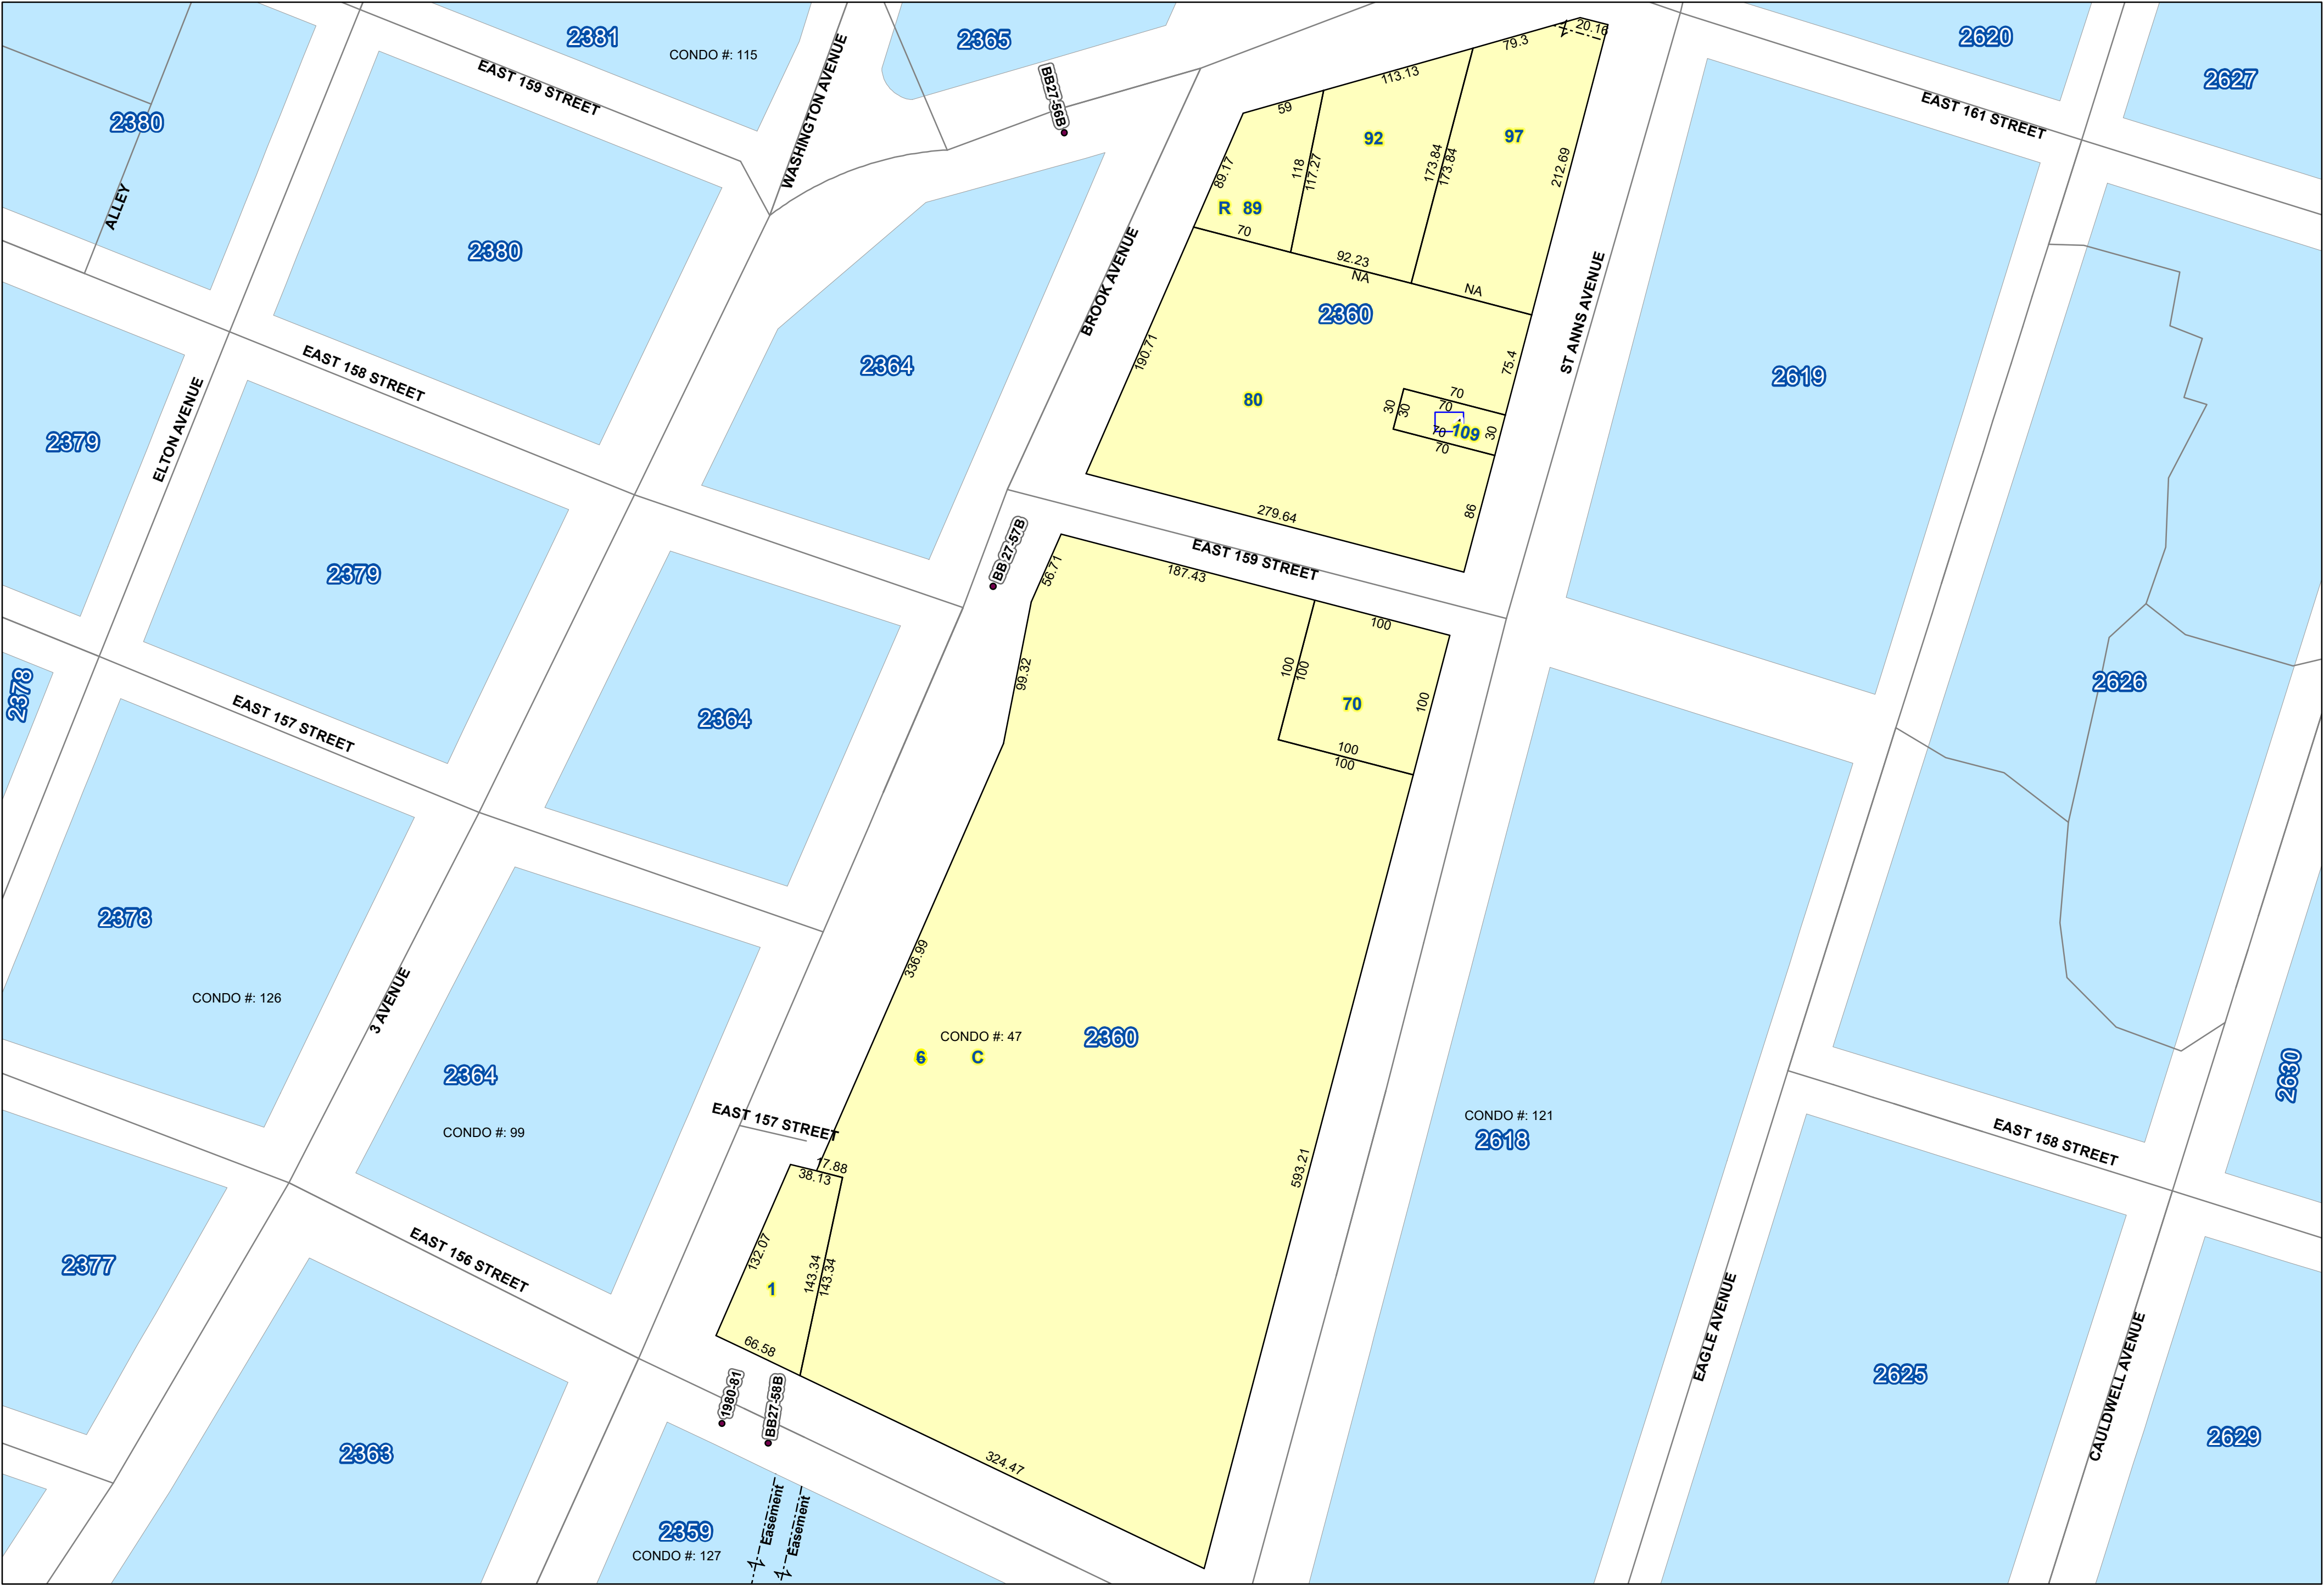 2381
CONDO #: 115
2365
20.16
2620
2627
EAST 159 STREET
WASHINGTON AVENUE
BB27-56B
79.3
113.13
59
EAST 161 STREET
2380
92
97
ALLEY
89.17
118
117.27
173.84
173.84
212.69
R 89
2380
70
92.23
NA
NA
BROOK AVENUE
ST ANNS AVENUE
2360
EAST 158 STREET
2364
190.71
75.4
2619
ELTON AVENUE
80
70
70
30
30
109
30
70
70
2379
279.64
86
BB 27-57B
EAST 159 STREET
2379
56.71
187.43
100
2378
99.32
100
100
70
100
2626
EAST 157 STREET
2364
100
100
2378
336.99
CONDO #: 126
3 AVENUE
CONDO #: 47
2360
6 C
2364
CONDO #: 99
EAST 157 STREET
CONDO #: 121
2618
2630
EAST 158 STREET
17.88
38.13
593.21
132.07
143.34
143.34
2377
EAST 156 STREET
1
66.58
EAGLE AVENUE
CAULDWELL AVENUE
2625
1980-81
BB27-58B
2363
324.47
2629
Easement
Easement
2359
CONDO #: 127